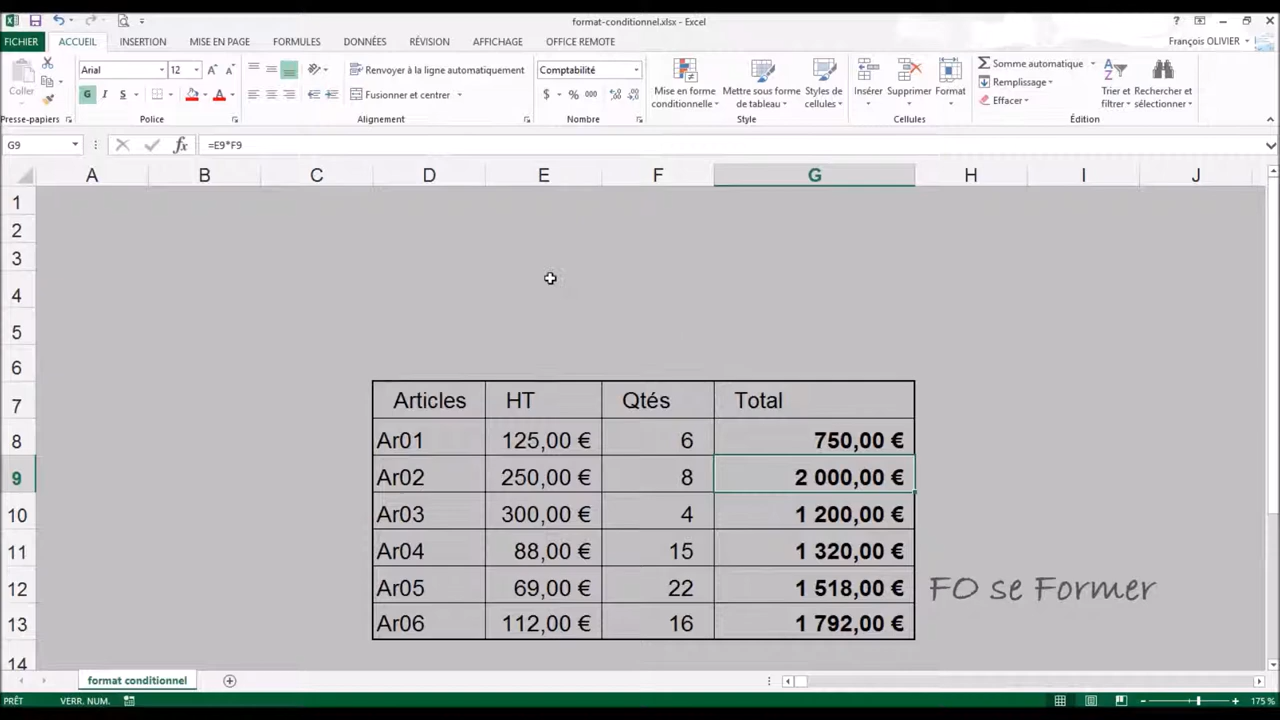 format-conditionnel.xlsx - Excel
FICHIER ACCUEIL INSERTION MISE EN PAGE FORMULES DONNÉES RÉVISION AFFICHAGE OFFICE REMOTE François OLIVIER
Coller Arial 12 Renvoyer à la ligne automatiquement Comptabilité Mise en forme conditionnelle Mettre sous forme de tableau Styles de cellules Insérer Supprimer Format Σ Somme automatique Remplissage Effacer Trier et filtrer Rechercher et sélectionner
G I S A Fusionner et centrer $ % 000
Presse-papiers Police Alignement Nombre Style Cellules Édition
G9 fx =E9*F9
A B C D E F G H I J
1
2
3
4
5
6
7 Articles HT Qtés Total
8 Ar01 125,00 € 6 750,00 €
9 Ar02 250,00 € 8 2 000,00 €
10 Ar03 300,00 € 4 1 200,00 €
11 Ar04 88,00 € 15 1 320,00 €
12 Ar05 69,00 € 22 1 518,00 € FO se Former
13 Ar06 112,00 € 16 1 792,00 €
14
format conditionnel
PRÊT VERR. NUM. 175 %